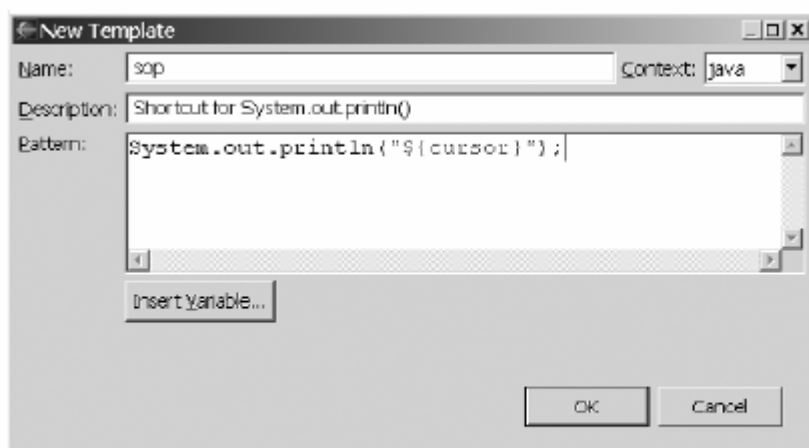 New Template
Name: sop Context: java
Description: Shortcut for System.out.println()
Pattern: System.out.println("${cursor}");
Insert Variable...
OK Cancel